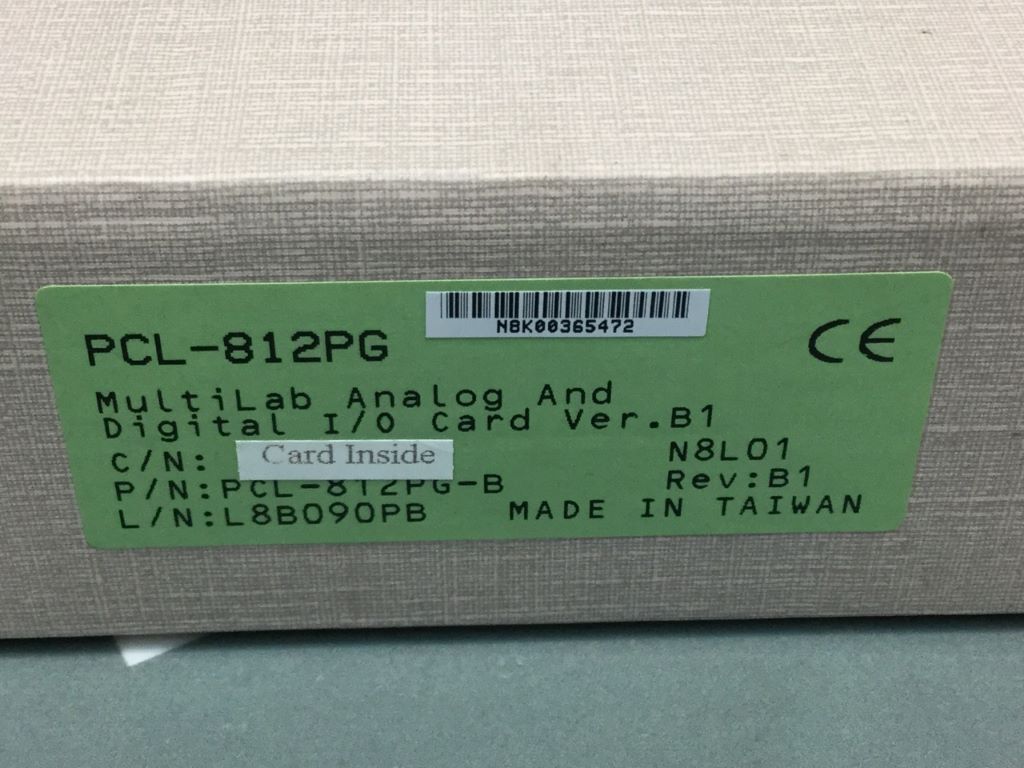 NBK00365472
PCL-812PG
CE
MultiLab Analog And
Digital I/O Card Ver.B1
C/N: Card Inside N8L01
P/N:PCL-812PG-B Rev:B1
L/N:L8B090PB MADE IN TAIWAN